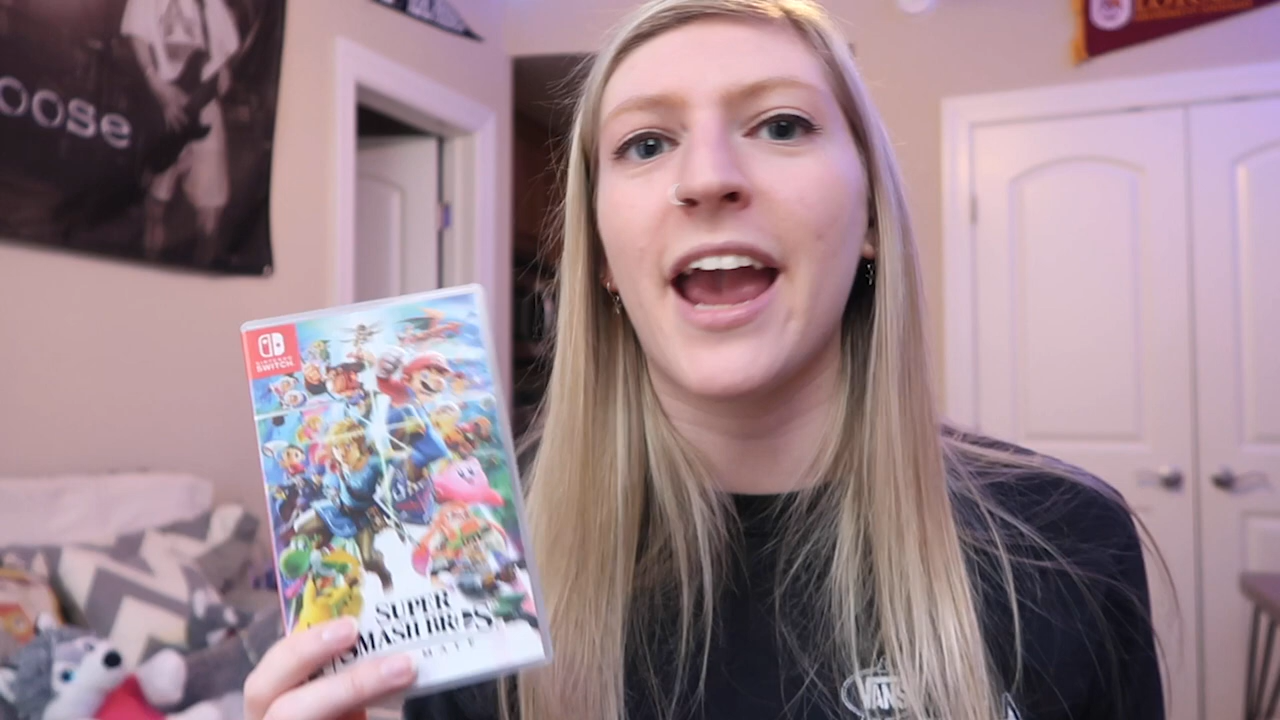 oose
NINTENDO
SWITCH
SUPER
SMASH BROS.
VANS